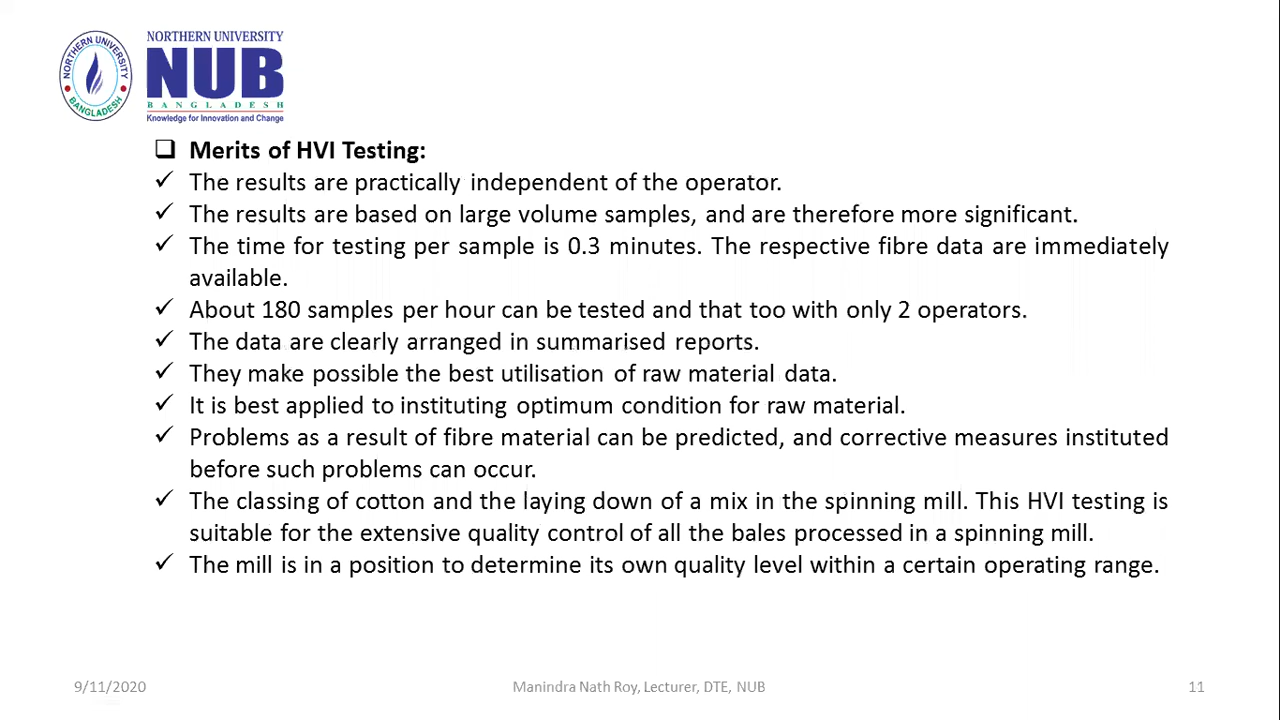 NORTHERN UNIVERSITY
BANGLADESH
NORTHERN UNIVERSITY
NUB
BANGLADESH
Knowledge for Innovation and Change
Merits of HVI Testing:
The results are practically independent of the operator.
The results are based on large volume samples, and are therefore more significant.
The time for testing per sample is 0.3 minutes. The respective fibre data are immediately
available.
About 180 samples per hour can be tested and that too with only 2 operators.
The data are clearly arranged in summarised reports.
They make possible the best utilisation of raw material data.
It is best applied to instituting optimum condition for raw material.
Problems as a result of fibre material can be predicted, and corrective measures instituted
before such problems can occur.
The classing of cotton and the laying down of a mix in the spinning mill. This HVI testing is
suitable for the extensive quality control of all the bales processed in a spinning mill.
The mill is in a position to determine its own quality level within a certain operating range.
9/11/2020
Manindra Nath Roy, Lecturer, DTE, NUB
11